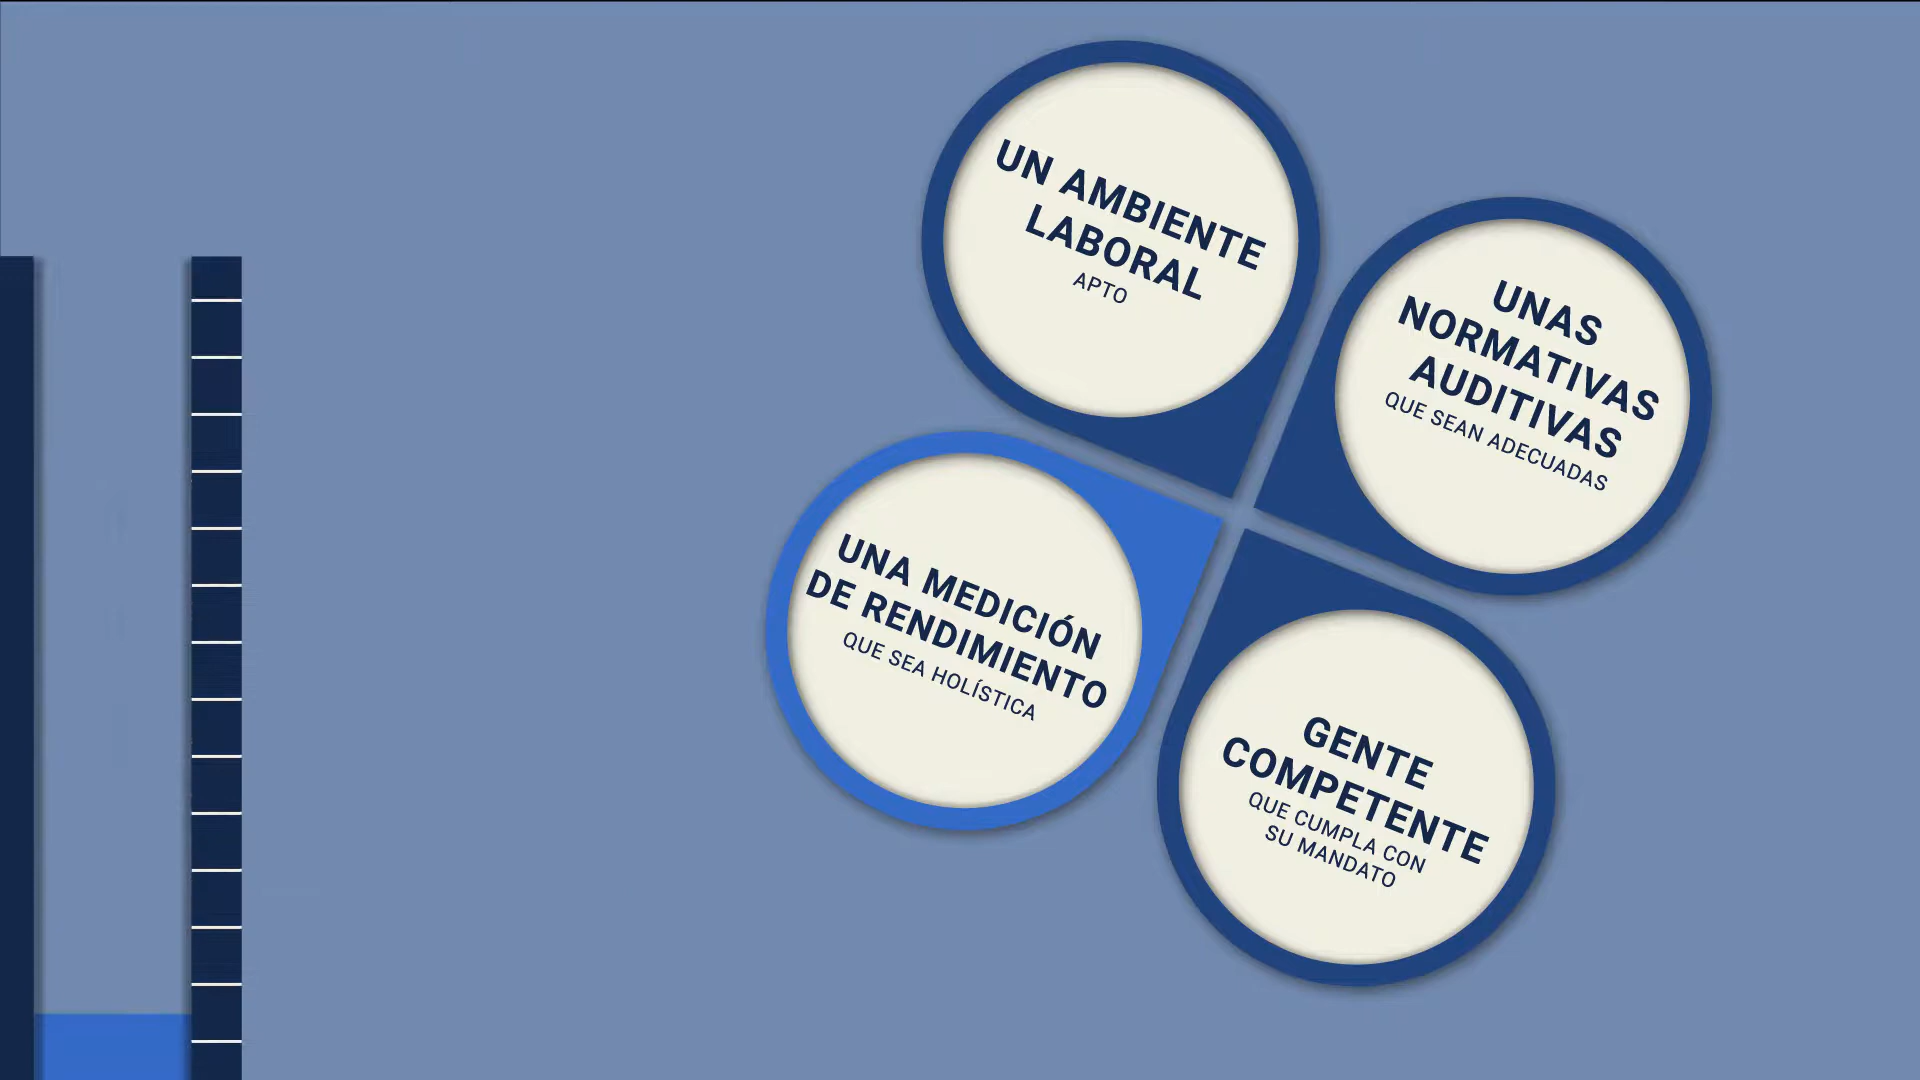 UN AMBIENTE
LABORAL
APTO
UNAS
NORMATIVAS
AUDITIVAS
QUE SEAN ADECUADAS
UNA MEDICIÓN
DE RENDIMIENTO
QUE SEA HOLÍSTICA
GENTE
COMPETENTE
QUE CUMPLA CON
SU MANDATO